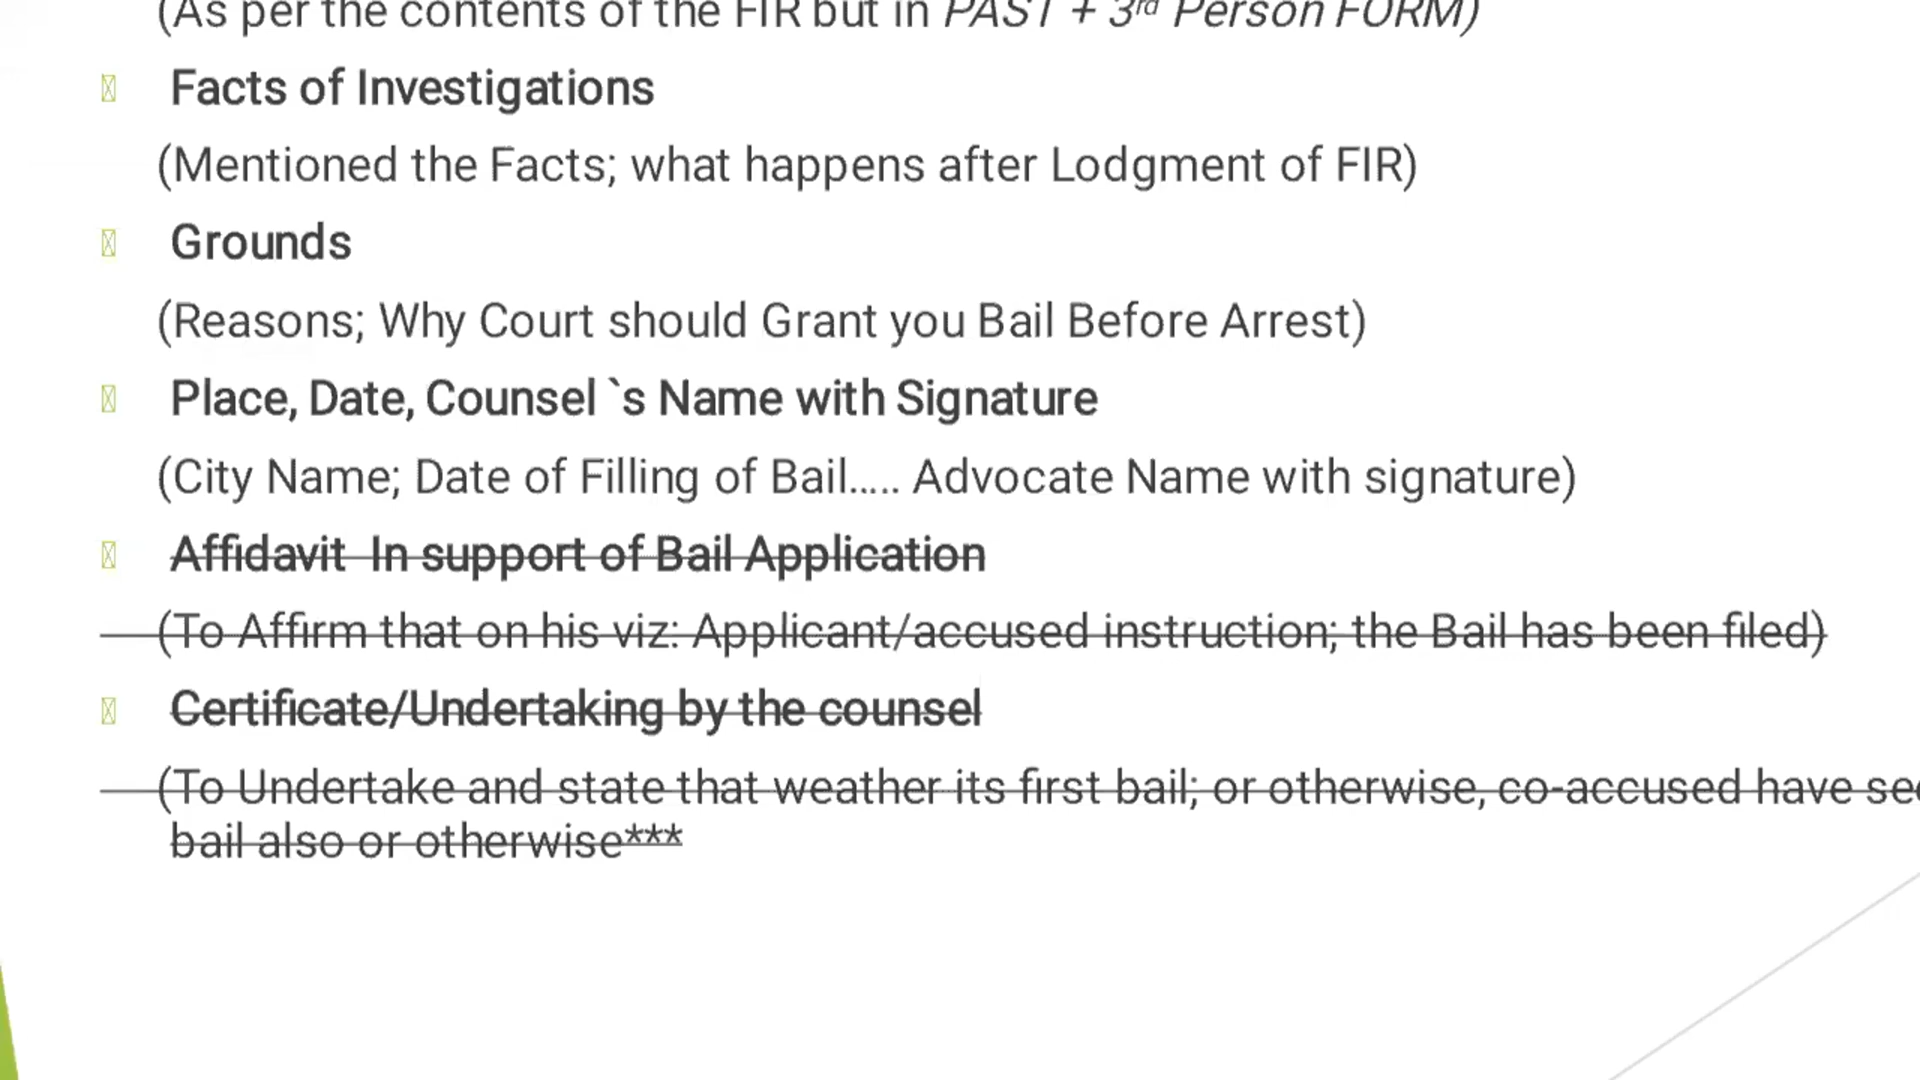 (As per the contents of the FIR but in PAST + 3rd Person FORM)
Facts of Investigations
(Mentioned the Facts; what happens after Lodgment of FIR)
Grounds
(Reasons; Why Court should Grant you Bail Before Arrest)
Place, Date, Counsel `s Name with Signature
(City Name; Date of Filling of Bail..... Advocate Name with signature)
Affidavit In support of Bail Application
(To Affirm that on his viz: Applicant/accused instruction; the Bail has been filed)
Certificate/Undertaking by the counsel
(To Undertake and state that weather its first bail; or otherwise, co-accused have
bail also or otherwise***